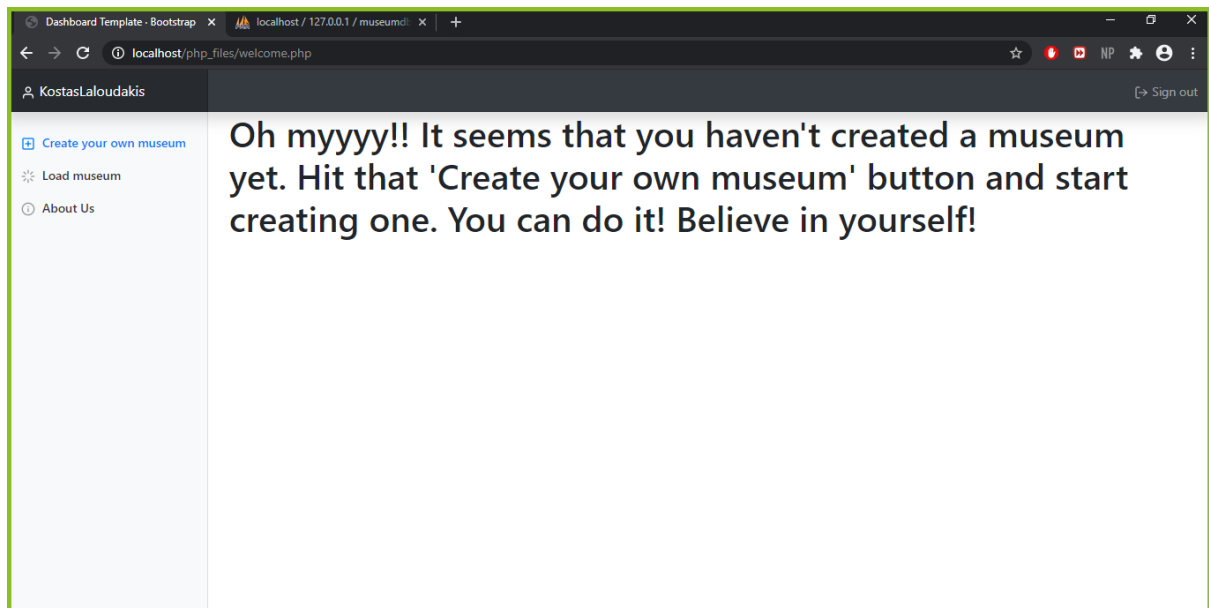 Dashboard Template · Bootstrap
localhost / 127.0.0.1 / museumdb
localhost/php_files/welcome.php
NP
KostasLaloudakis
Sign out
Create your own museum
Load museum
About Us
Oh myyyy!! It seems that you haven't created a museum
yet. Hit that 'Create your own museum' button and start
creating one. You can do it! Believe in yourself!